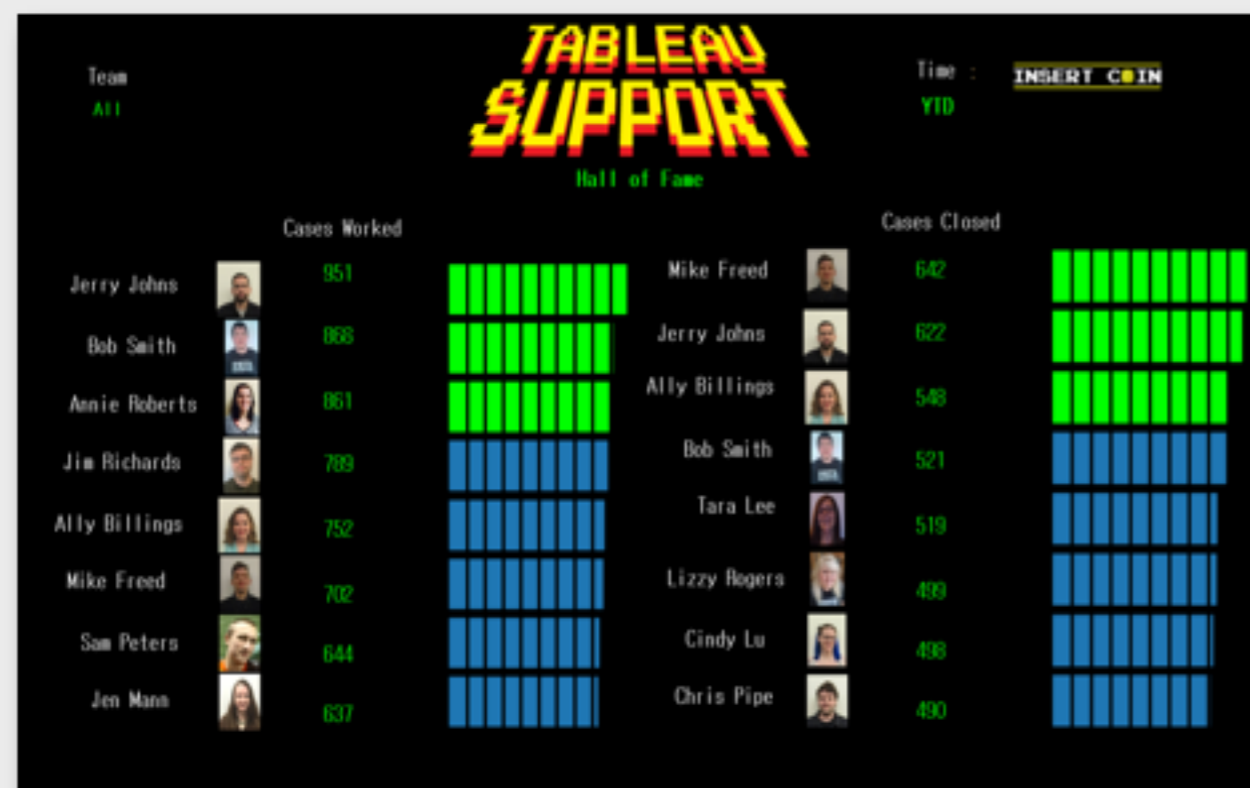 TABLEAU
SUPPORT
Hall of Fame
Team
All
Time :
YTD
INSERT COIN
Cases Worked
Jerry Johns 951
Bob Smith 868
Annie Roberts 861
Jim Richards 789
Ally Billings 752
Mike Freed 702
Sam Peters 644
Jen Mann 637
Cases Closed
Mike Freed 642
Jerry Johns 622
Ally Billings 548
Bob Smith 521
Tara Lee 519
Lizzy Rogers 499
Cindy Lu 498
Chris Pipe 490